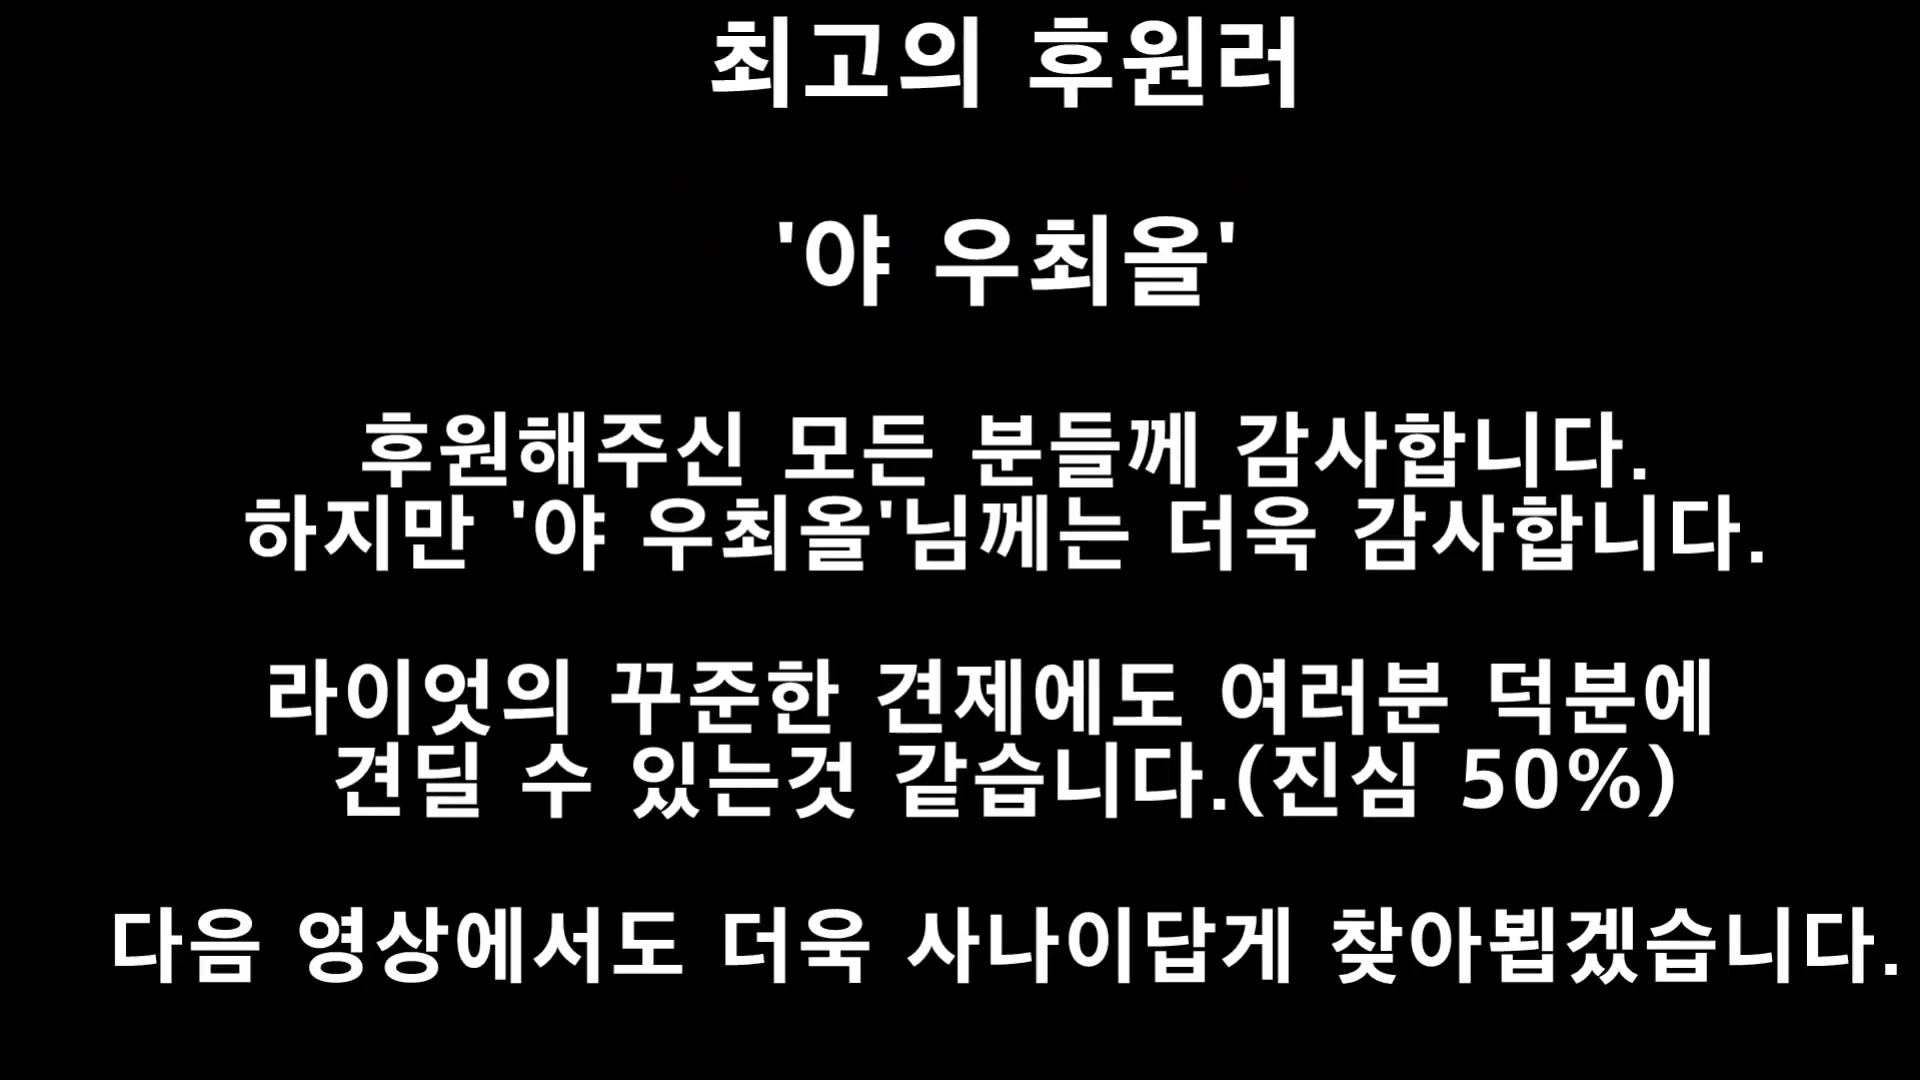 최고의 후원러
'야 우최올'
후원해주신 모든 분들께 감사합니다.
하지만 '야 우최올'님께는 더욱 감사합니다.
라이엇의 꾸준한 견제에도 여러분 덕분에
견딜 수 있는것 같습니다.(진심 50%)
다음 영상에서도 더욱 사나이답게 찾아뵙겠습니다.